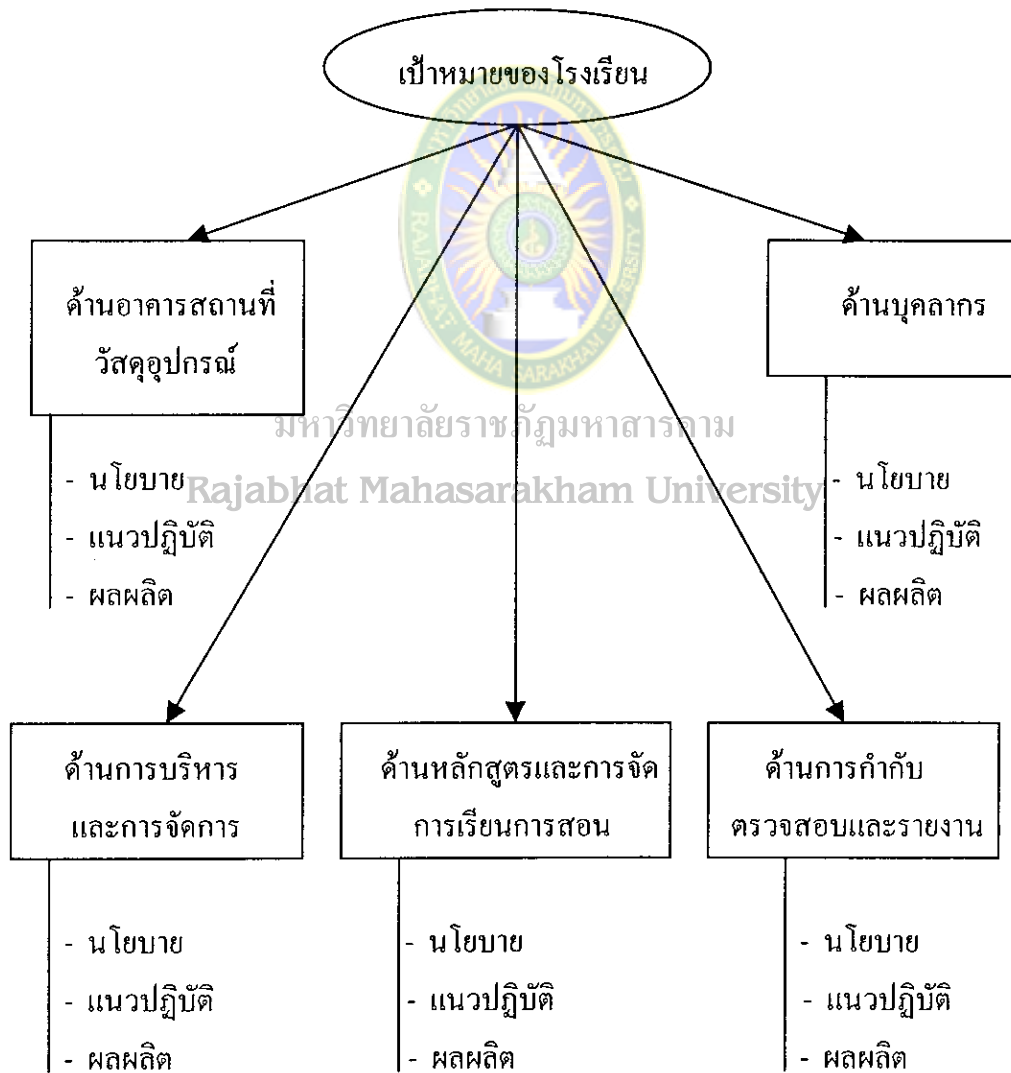 เป้าหมายของโรงเรียน
ด้านอาคารสถานที่
วัสดุอุปกรณ์
- นโยบาย
- แนวปฏิบัติ
- ผลผลิต
ด้านบุคลากร
- นโยบาย
- แนวปฏิบัติ
- ผลผลิต
RAJABHAT MAHA SARAKHAM UNIVERSITY
มหาวิทยาลัยราชภัฏมหาสารคาม
Rajabhat Mahasarakham University
ด้านการบริหาร
และการจัดการ
- นโยบาย
- แนวปฏิบัติ
- ผลผลิต
ด้านหลักสูตรและการจัด
การเรียนการสอน
- นโยบาย
- แนวปฏิบัติ
- ผลผลิต
ด้านการกำกับ
ตรวจสอบและรายงาน
- นโยบาย
- แนวปฏิบัติ
- ผลผลิต